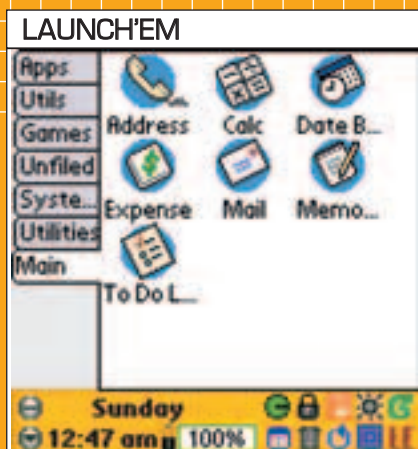 LAUNCH'EM
Apps
Utils
Games
Unfiled
Syste...
Utilities
Main
Address Calc Date B...
Expense Mail Memo...
To Do L...
Sunday
12:47 am 100%